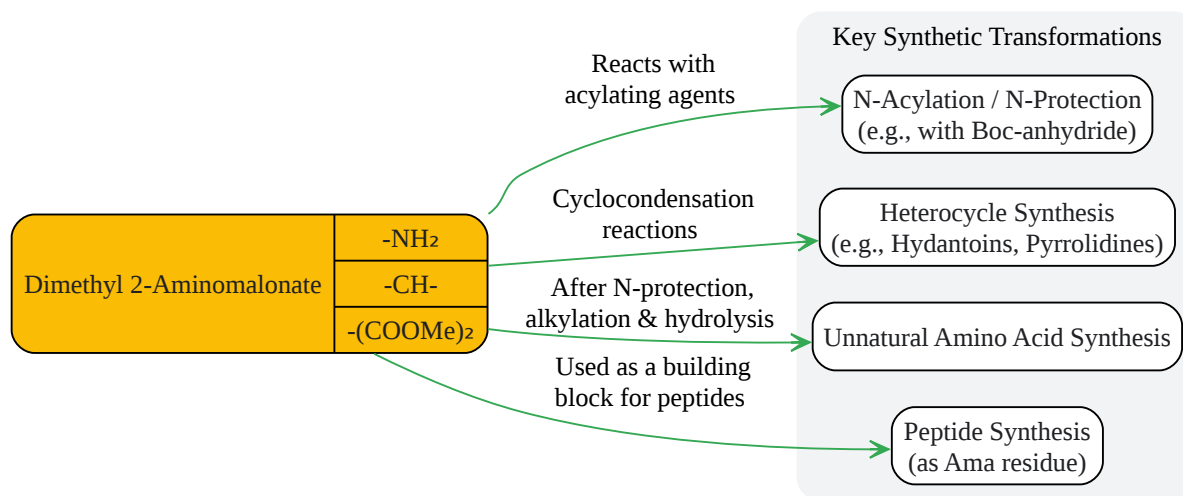 Key Synthetic Transformations
Reacts with
acylating agents
N-Acylation / N-Protection
(e.g., with Boc-anhydride)
Cyclocondensation
reactions
Heterocycle Synthesis
(e.g., Hydantoins, Pyrrolidines)
Dimethyl 2-Aminomalonate
-NH₂
-CH-
-(COOMe)₂
After N-protection,
alkylation & hydrolysis
Unnatural Amino Acid Synthesis
Used as a building
block for peptides
Peptide Synthesis
(as Ama residue)